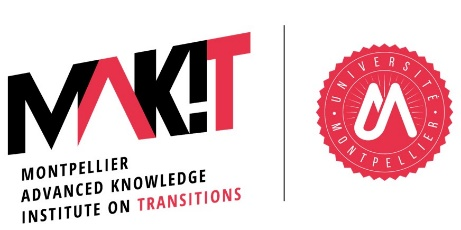 MAK!T
MONTPELLIER
ADVANCED KNOWLEDGE
INSTITUTE ON TRANSITIONS
· UNIVERSITÉ ·
MONTPELLIER